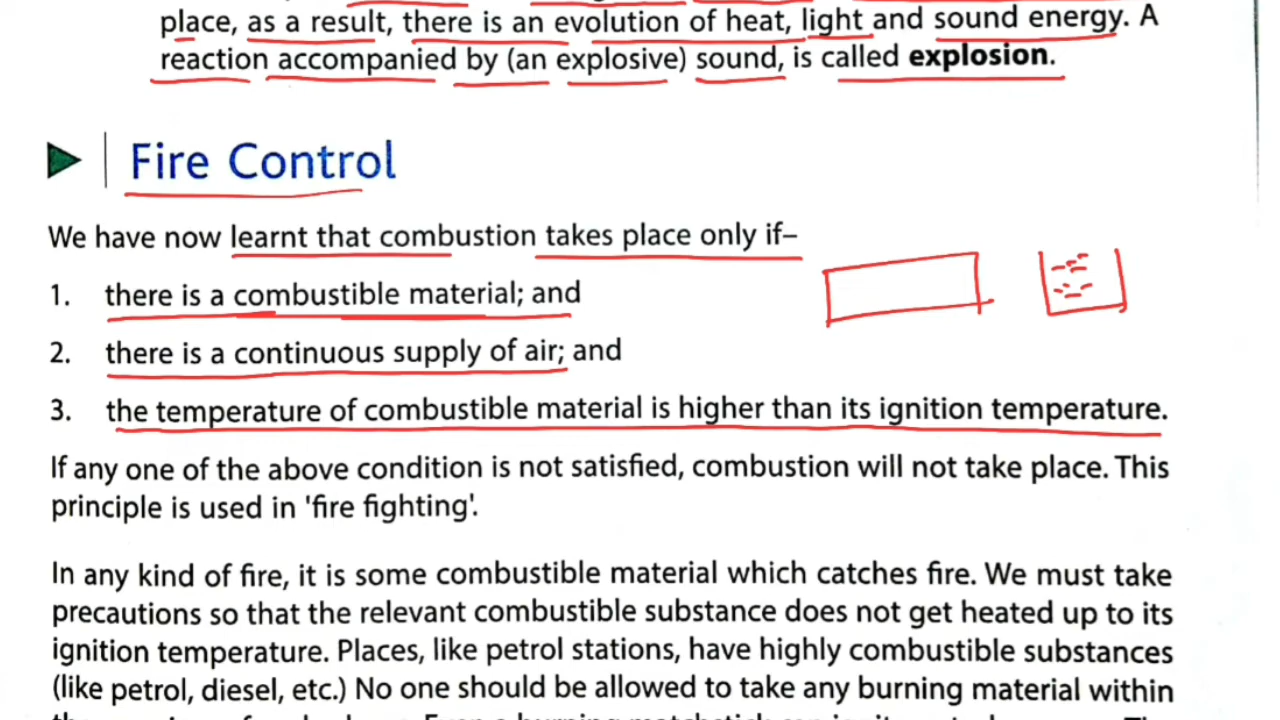 place, as a result, there is an evolution of heat, light and sound energy. A
reaction accompanied by (an explosive) sound, is called explosion.
Fire Control
We have now learnt that combustion takes place only if–
1. there is a combustible material; and
2. there is a continuous supply of air; and
3. the temperature of combustible material is higher than its ignition temperature.
If any one of the above condition is not satisfied, combustion will not take place. This
principle is used in 'fire fighting'.
In any kind of fire, it is some combustible material which catches fire. We must take
precautions so that the relevant combustible substance does not get heated up to its
ignition temperature. Places, like petrol stations, have highly combustible substances
(like petrol, diesel, etc.) No one should be allowed to take any burning material within